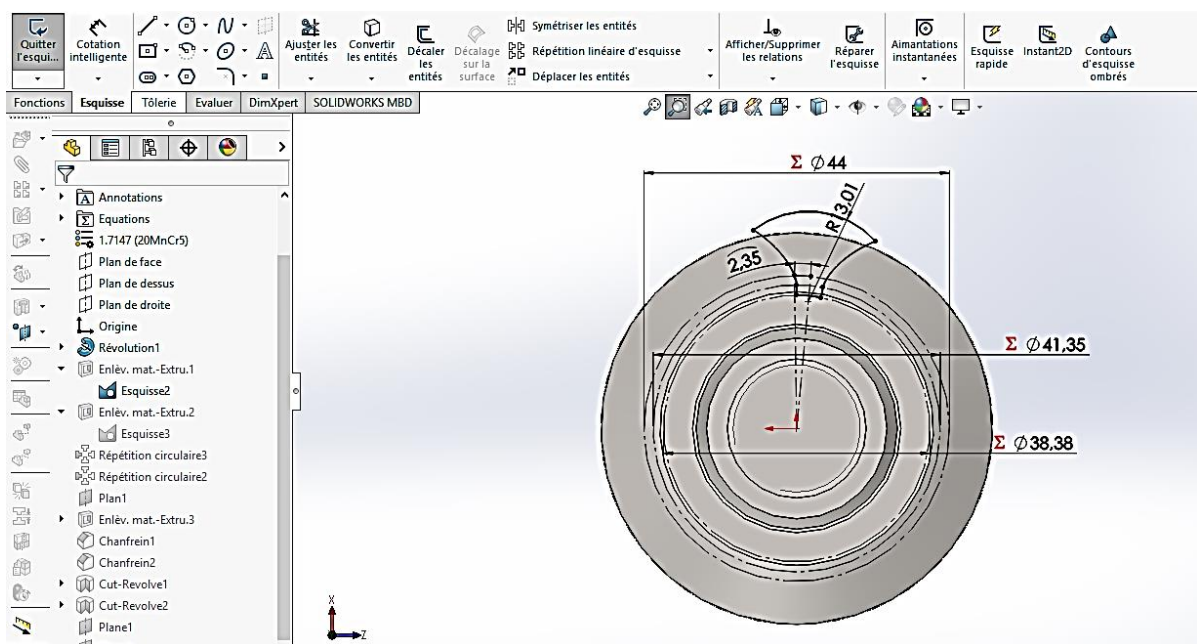 Quitter
l'esqui...
Cotation
intelligente
Ajuster les
entités
Convertir
les entités
Décaler
les
entités
Décalage
sur la
surface
Symétriser les entités
Répétition linéaire d'esquisse
Déplacer les entités
Afficher/Supprimer
les relations
Réparer
l'esquisse
Aimantations
instantanées
Esquisse
rapide
Instant2D
Contours
d'esquisse
ombrés
Fonctions Esquisse Tôlerie Evaluer DimXpert SOLIDWORKS MBD
Annotations
Equations
1.7147 (20MnCr5)
Plan de face
Plan de dessus
Plan de droite
Origine
Révolution1
Enlèv. mat.-Extru.1
Esquisse2
Enlèv. mat.-Extru.2
Esquisse3
Répétition circulaire3
Répétition circulaire2
Plan1
Enlèv. mat.-Extru.3
Chanfrein1
Chanfrein2
Cut-Revolve1
Cut-Revolve2
Plane1
Σ Ø44
R13,01
2,35
Σ Ø41,35
Σ Ø38,38
X
Z